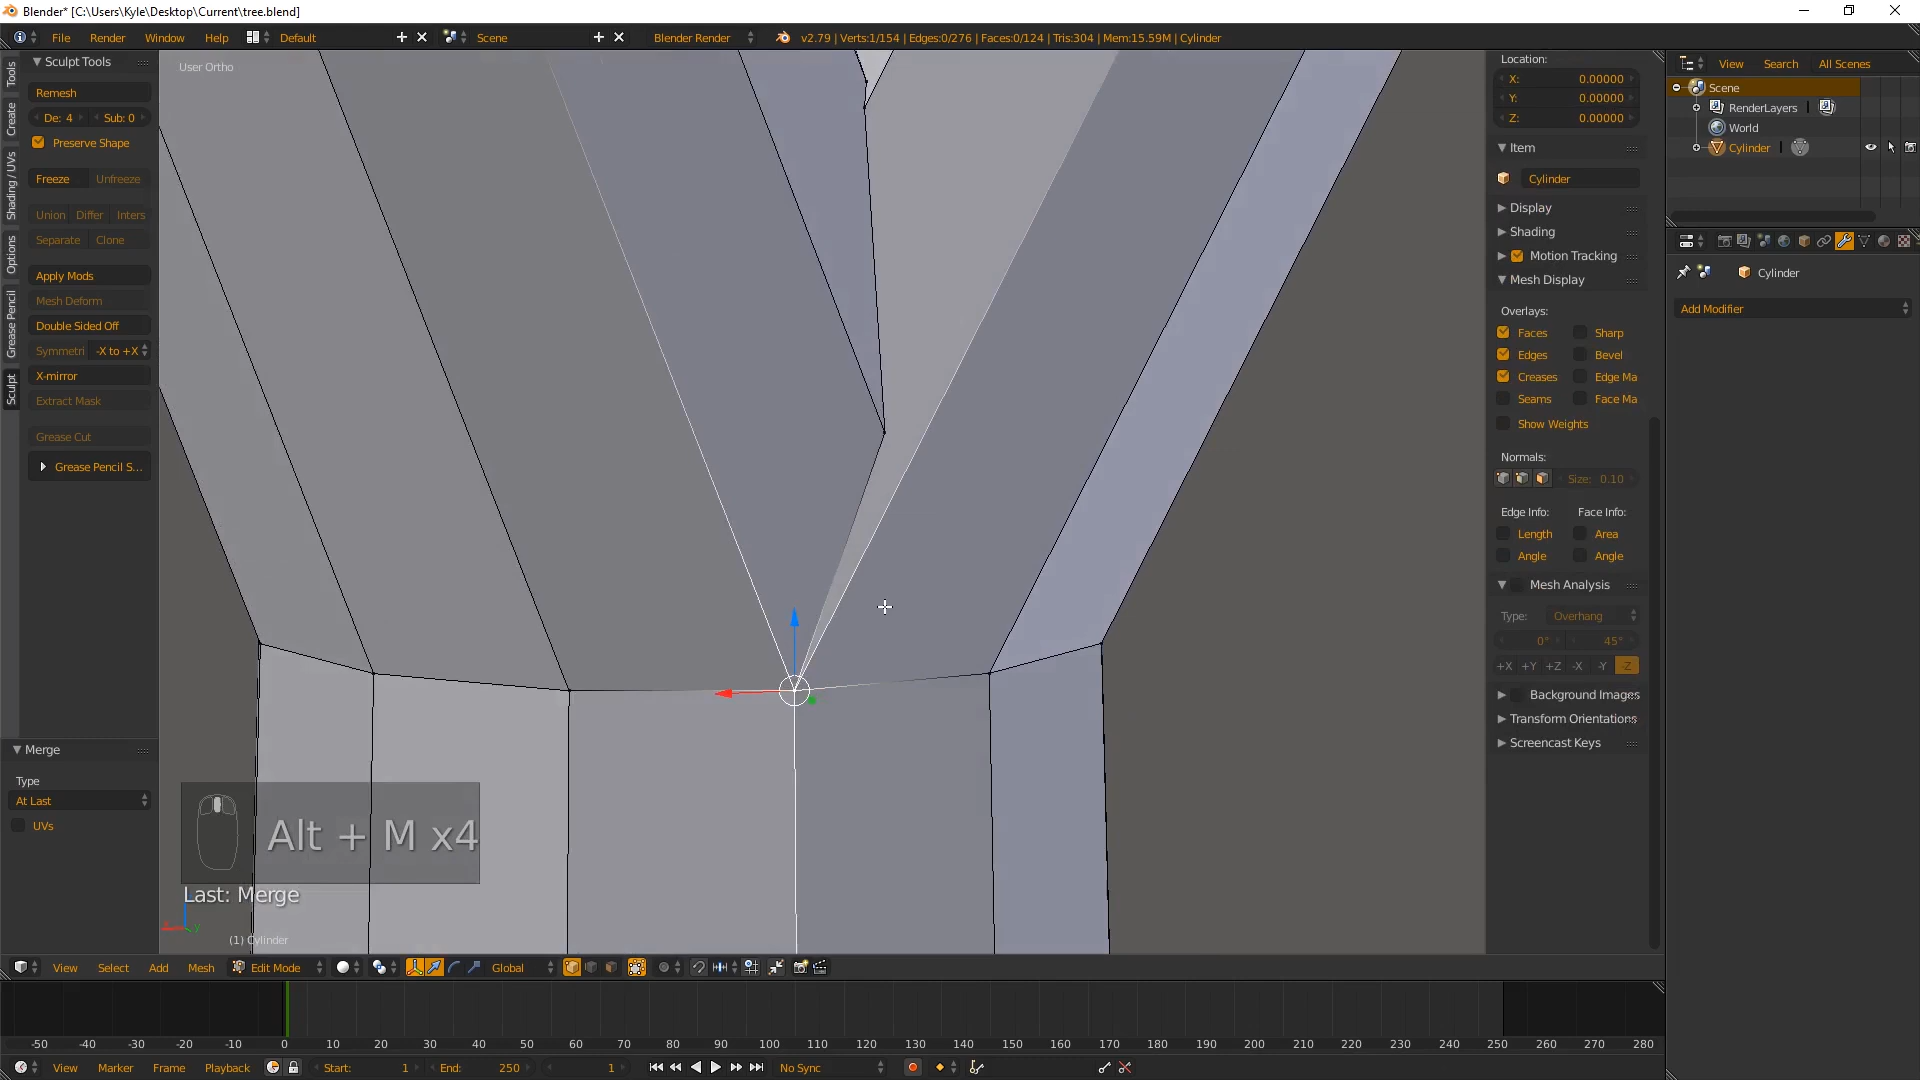 Blender* [C:\Users\Kyle\Desktop\Current\tree.blend]
File Render Window Help Default Scene Blender Render v2.79 | Verts:1/154 | Edges:0/276 | Faces:0/124 | Tris:304 | Mem:15.59M | Cylinder
Tools
Create
Shading / UVs
Options
Grease Pencil
Sculpt
Sculpt Tools
Remesh
De: 4 Sub: 0
Preserve Shape
Freeze Unfreeze
Union Differ Inters
Separate Clone
Apply Mods
Mesh Deform
Double Sided Off
Symmetri -X to +X
X-mirror
Extract Mask
Grease Cut
Grease Pencil S...
Merge
Type
At Last
UVs
User Ortho
Alt + M x4
Last: Merge
(1) Cylinder
Location:
X: 0.00000
Y: 0.00000
Z: 0.00000
Item
Cylinder
Display
Shading
Motion Tracking
Mesh Display
Overlays:
Faces Sharp
Edges Bevel
Creases Edge Ma
Seams Face Ma
Show Weights
Normals:
Size: 0.10
Edge Info: Face Info:
Length Area
Angle Angle
Mesh Analysis
Type: Overhang
0° 45°
+X +Y +Z -X -Y -Z
Background Images
Transform Orientations
Screencast Keys
View Search All Scenes
Scene
RenderLayers
World
Cylinder
Cylinder
Add Modifier
View Select Add Mesh Edit Mode Global
-50 -40 -30 -20 -10 0 10 20 30 40 50 60 70 80 90 100 110 120 130 140 150 160 170 180 190 200 210 220 230 240 250 260 270 280
View Marker Frame Playback Start: 1 End: 250 1 No Sync